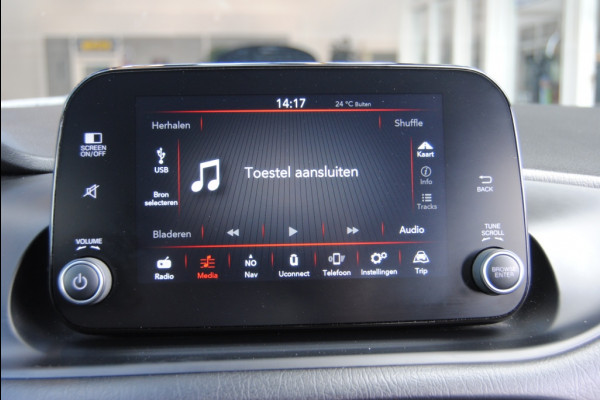 14:17 24 °C Buiten
Herhalen Shuffle
SCREEN
ON/OFF
USB
Toestel aansluiten
Kaart
Info
BACK
Bron
selecteren
Tracks
Bladeren Audio
VOLUME
TUNE
SCROLL
Radio Media NO
Nav Uconnect Telefoon Instellingen Trip
BROWSE
ENTER